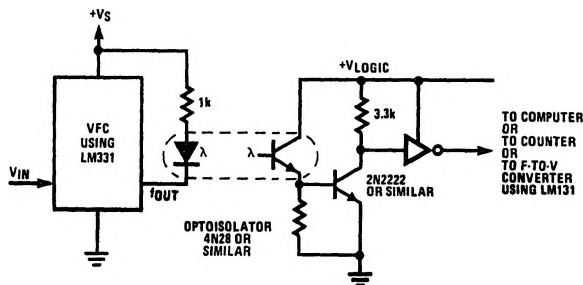 +VS
1k
VFC
USING
LM331
λ
VIN
fOUT
+VLOGIC
3.3k
λ
2N2222
OR SIMILAR
OPTOISOLATOR
4N28 OR
SIMILAR
TO COMPUTER
OR
TO COUNTER
OR
TO F-TO-V
CONVERTER
USING LM131